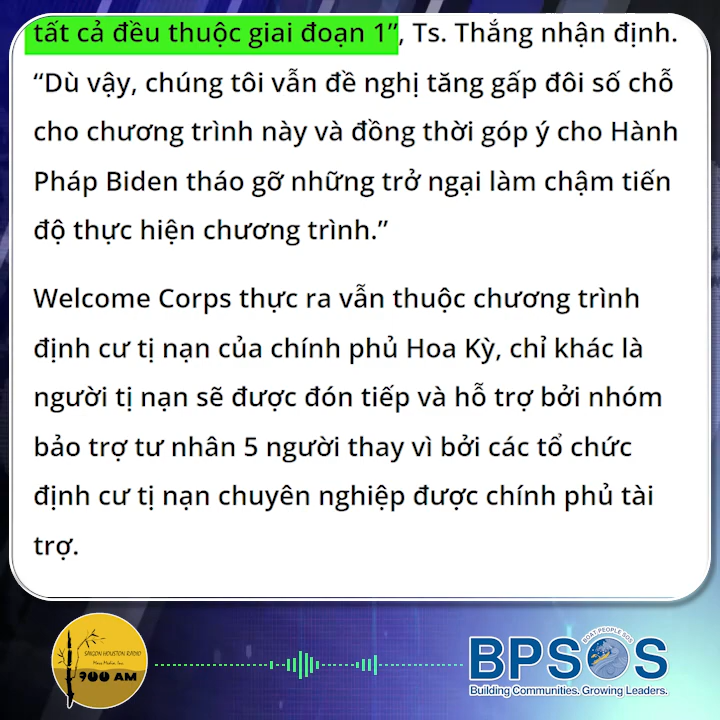 tất cả đều thuộc giai đoạn 1”, Ts. Thắng nhận định.
“Dù vậy, chúng tôi vẫn đề nghị tăng gấp đôi số chỗ
cho chương trình này và đồng thời góp ý cho Hành
Pháp Biden tháo gỡ những trở ngại làm chậm tiến
độ thực hiện chương trình.”
Welcome Corps thực ra vẫn thuộc chương trình
định cư tị nạn của chính phủ Hoa Kỳ, chỉ khác là
người tị nạn sẽ được đón tiếp và hỗ trợ bởi nhóm
bảo trợ tư nhân 5 người thay vì bởi các tổ chức
định cư tị nạn chuyên nghiệp được chính phủ tài
trợ.
SAIGON HOUSTON RADIO
900 AM
BOAT PEOPLE SOS
BPSOS
Building Communities. Growing Leaders.